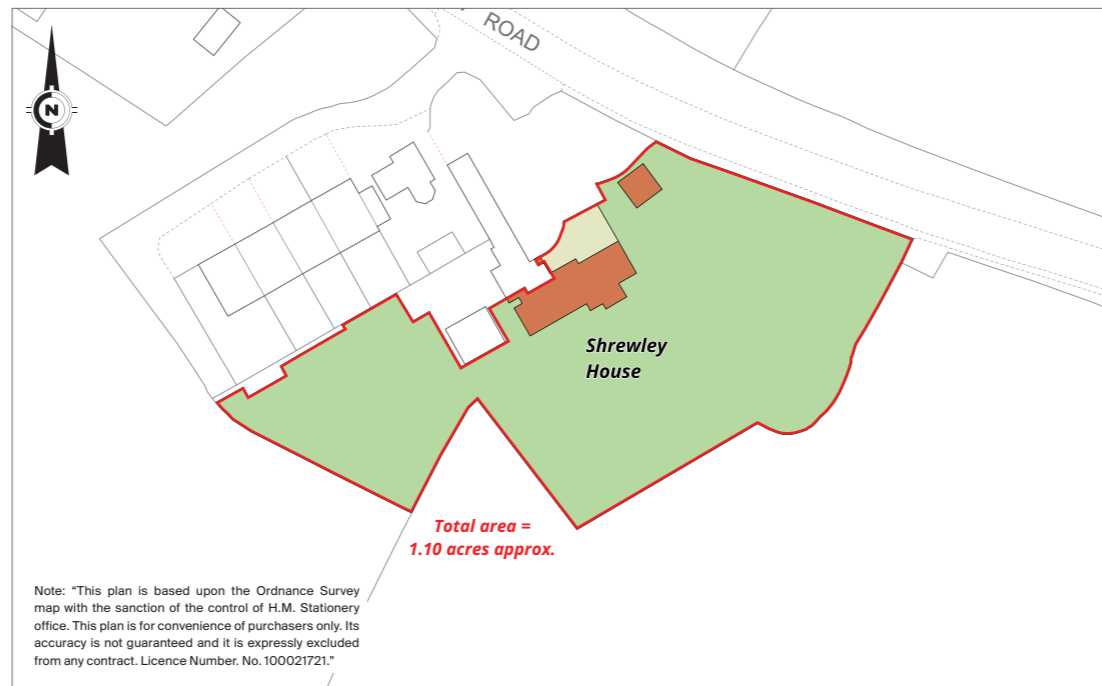 ROAD
N
Shrewley
House
Total area =
1.10 acres approx.
Note: “This plan is based upon the Ordnance Survey
map with the sanction of the control of H.M. Stationery
office. This plan is for convenience of purchasers only. Its
accuracy is not guaranteed and it is expressly excluded
from any contract. Licence Number. No. 100021721.”